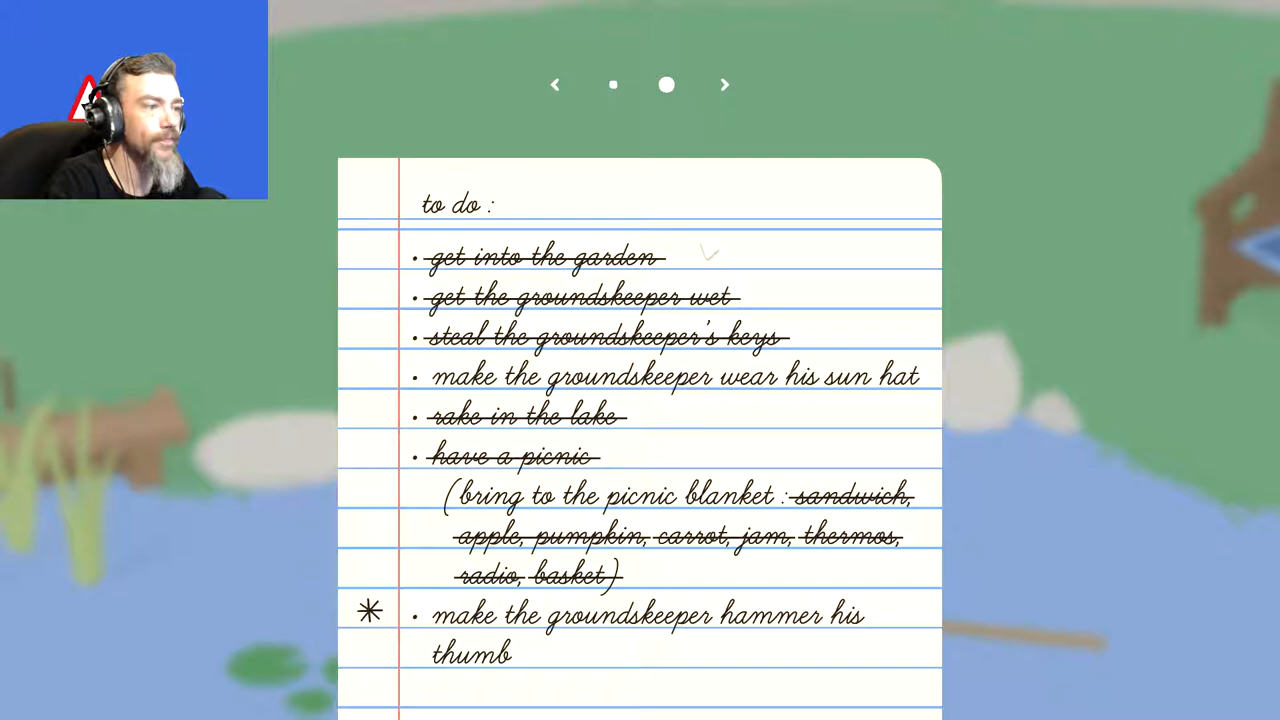 to do :
• get into the garden
• get the groundskeeper wet
• steal the groundskeeper's keys
• make the groundskeeper wear his sun hat
• rake in the lake
• have a picnic
(bring to the picnic blanket : sandwich,
apple, pumpkin, carrot, jam, thermos,
radio, basket)
* • make the groundskeeper hammer his
thumb